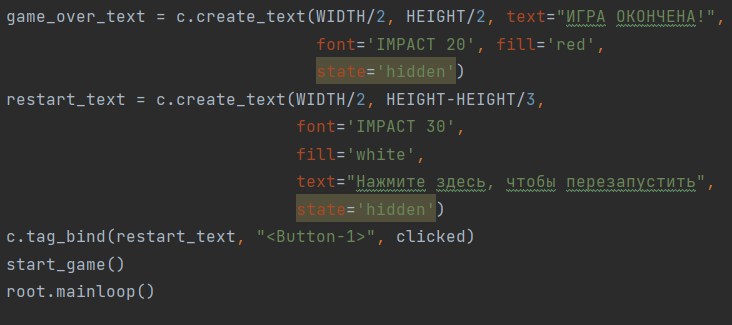 game_over_text = c.create_text(WIDTH/2, HEIGHT/2, text="ИГРА ОКОНЧЕНА!",
font='IMPACT 20', fill='red',
state='hidden')
restart_text = c.create_text(WIDTH/2, HEIGHT-HEIGHT/3,
font='IMPACT 30',
fill='white',
text="Нажмите здесь, чтобы перезапустить",
state='hidden')
c.tag_bind(restart_text, "<Button-1>", clicked)
start_game()
root.mainloop()